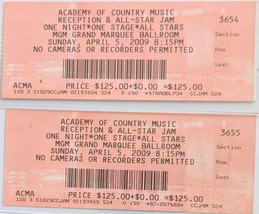 ACADEMY OF COUNTRY MUSIC
RECEPTION & ALL-STAR JAM
ONE NIGHT*ONE STAGE*ALL STARS
MGM GRAND MARQUEE BALLROOM
SUNDAY, APRIL 5, 2009 8:15PM
NO CAMERAS OR RECORDERS PERMITTED
3654
Section
Row
Seat
ACMA PRICE $125.00+$0.00=$125.00
ACADEMY OF COUNTRY MUSIC
RECEPTION & ALL-STAR JAM
ONE NIGHT*ONE STAGE*ALL STARS
MGM GRAND MARQUEE BALLROOM
SUNDAY, APRIL 5, 2009 8:15PM
NO CAMERAS OR RECORDERS PERMITTED
3655
Section
Row
Seat
ACMA PRICE $125.00+$0.00=$125.00